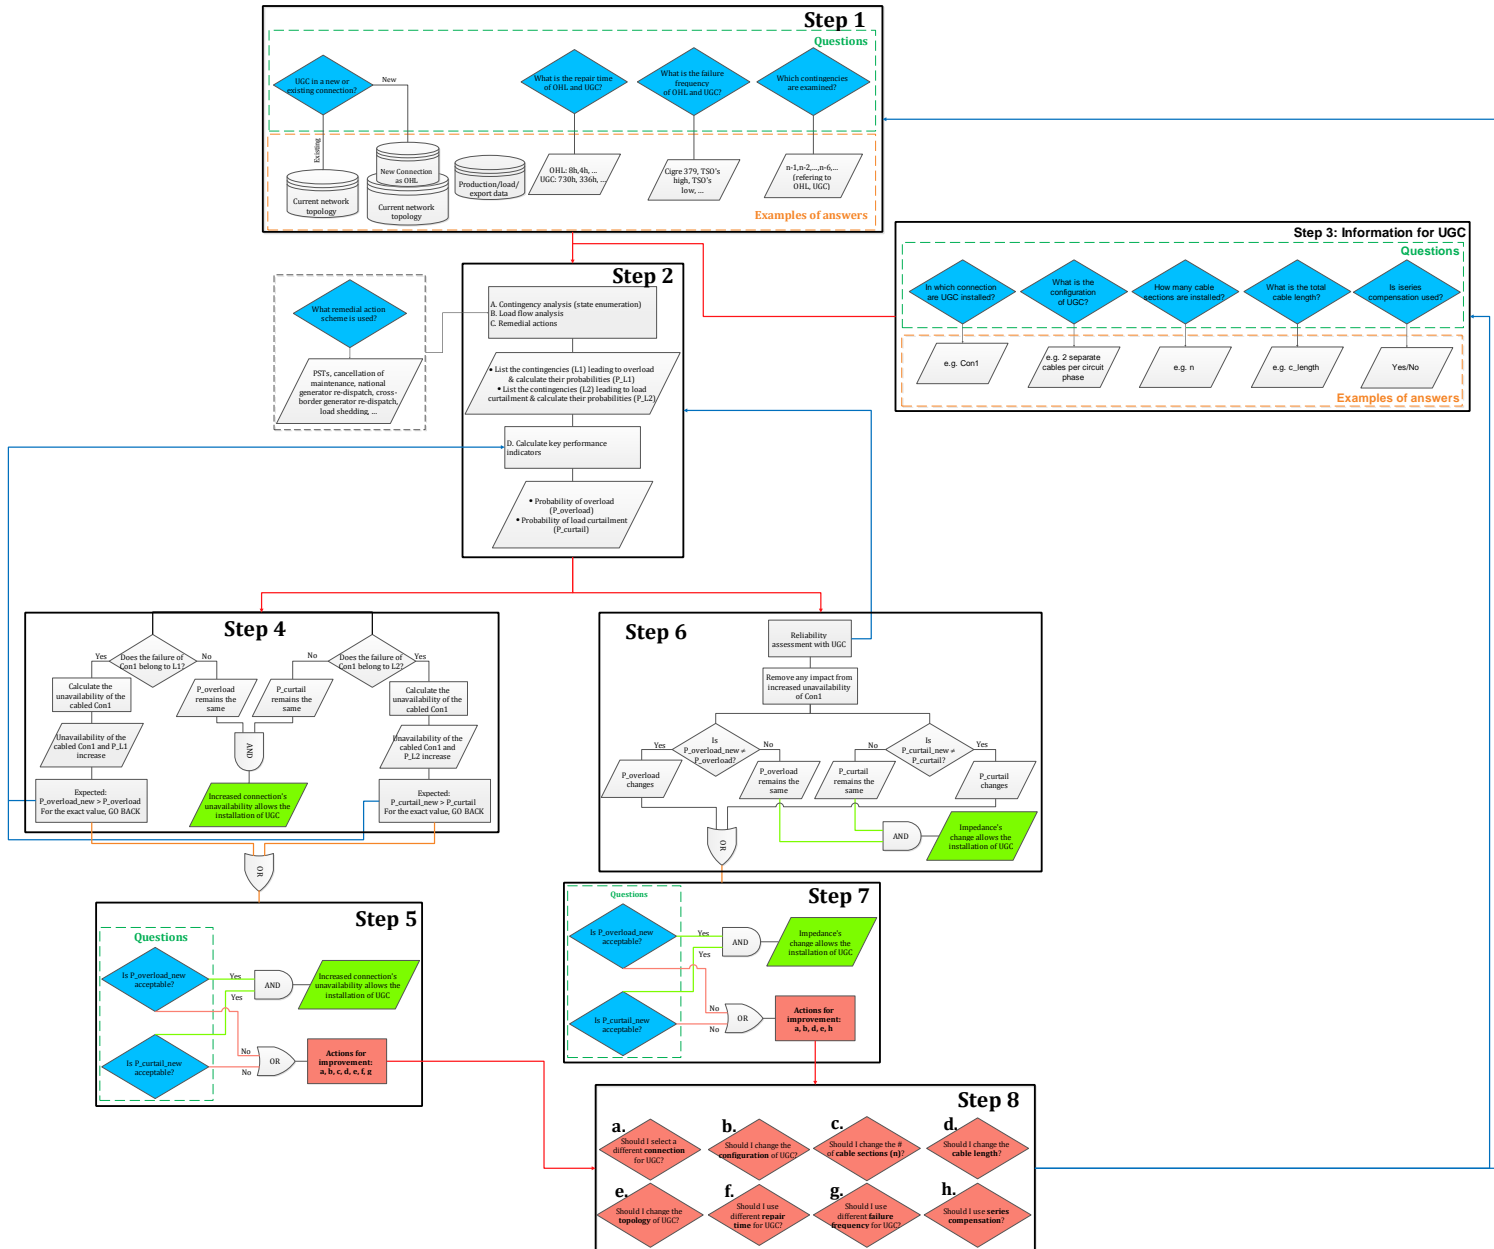 Step 1
Questions
UGC in a new or
existing connection?
New
Existing
What is the repair time
of OHL and UGC?
What is the failure
frequency
of OHL and UGC?
Which contingencies
are examined?
Current network
topology
New Connection
as OHL
Current network
topology
Production/load/
export data
OHL: 8h,4h, ...
UGC: 730h, 336h, ...
Cigre 379, TSO's
high, TSO's
low, ...
n-1,n-2,...,n-6,...
(refering to
OHL, UGC)
Examples of answers
Step 3: Information for UGC
Questions
In which connection
are UGC installed?
What is the
configuration
of UGC?
How many cable
sections are installed?
What is the total
cable length?
Is iseries
compensation used?
e.g. Con1
e.g. 2 separate
cables per circuit
phase
e.g. n
e.g. c_length
Yes/No
Examples of answers
Step 2
What remedial action
scheme is used?
PSTs, cancellation of
maintenance, national
generator re-dispatch, cross-
border generator re-dispatch,
load shedding, ...
A. Contingency analysis (state enumeration)
B. Load flow analysis
C. Remedial actions
• List the contingencies (L1) leading to overload
& calculate their probabilities (P_L1)
• List the contingencies (L2) leading to load
curtailment & calculate their probabilities (P_L2)
D. Calculate key performance
indicators
• Probability of overload
(P_overload)
• Probability of load curtailment
(P_curtail)
Step 4
Does the failure of
Con1 belong to L1?
Yes
No
Does the failure of
Con1 belong to L2?
No
Yes
Calculate the
unavailability of the
cabled Con1
P_overload
remains the
same
P_curtail
remains the
same
Calculate the
unavailability of the
cabled Con1
Unavailability of the
cabled Con1 and P_L1
increase
AND
Unavailability of the
cabled Con1 and
P_L2 increase
Expected:
P_overload_new > P_overload
For the exact value, GO BACK
Increased connection's
unavailability allows the
installation of UGC
Expected:
P_curtail_new > P_curtail
For the exact value, GO BACK
OR
Step 6
Reliability
assessment with UGC
Remove any impact from
increased unavailability
of Con1
Is
P_overload_new ≠
P_overload?
Yes
No
Is
P_curtail_new ≠
P_curtail?
No
Yes
P_overload
changes
P_overload
remains the
same
P_curtail
remains the
same
P_curtail
changes
OR
AND
Impedance's
change allows the
installation of UGC
Step 5
Questions
Is P_overload_new
acceptable?
Yes
Yes
AND
Increased connection's
unavailability allows the
installation of UGC
Is P_curtail_new
acceptable?
No
No
OR
Actions for
improvement:
a, b, c, d, e, f, g
Step 7
Questions
Is P_overload_new
acceptable?
Yes
Yes
AND
Impedance's
change allows the
installation of UGC
Is P_curtail_new
acceptable?
No
No
OR
Actions for
improvement:
a, b, d, e, h
Step 8
a.
Should I select a
different connection
for UGC?
b.
Should I change the
configuration of UGC?
c.
Should I change the #
of cable sections (n)?
d.
Should I change the
cable length?
e.
Should I change the
topology of UGC?
f.
Should I use
different repair
time for UGC?
g.
Should I use
different failure
frequency for UGC?
h.
Should I use series
compensation?